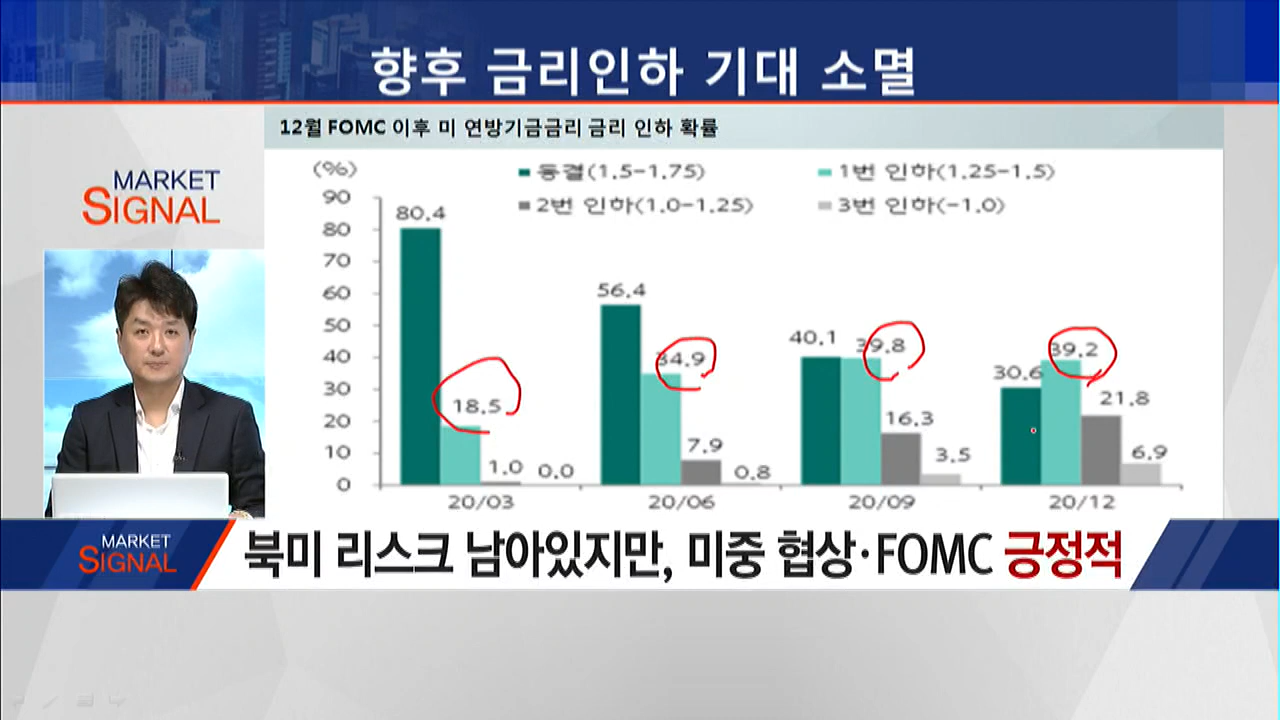 향후 금리인하 기대 소멸
12월 FOMC 이후 미 연방기금금리 금리 인하 확률
MARKET
SIGNAL
(%)
동결(1.5-1.75)
1번 인하(1.25-1.5)
2번 인하(1.0-1.25)
3번 인하(-1.0)
90
80
70
60
50
40
30
20
10
0
80.4
18.5
1.0
0.0
56.4
34.9
7.9
0.8
40.1
39.8
16.3
3.5
30.6
39.2
21.8
6.9
20/03
20/06
20/09
20/12
MARKET
SIGNAL
북미 리스크 남아있지만, 미중 협상·FOMC 긍정적